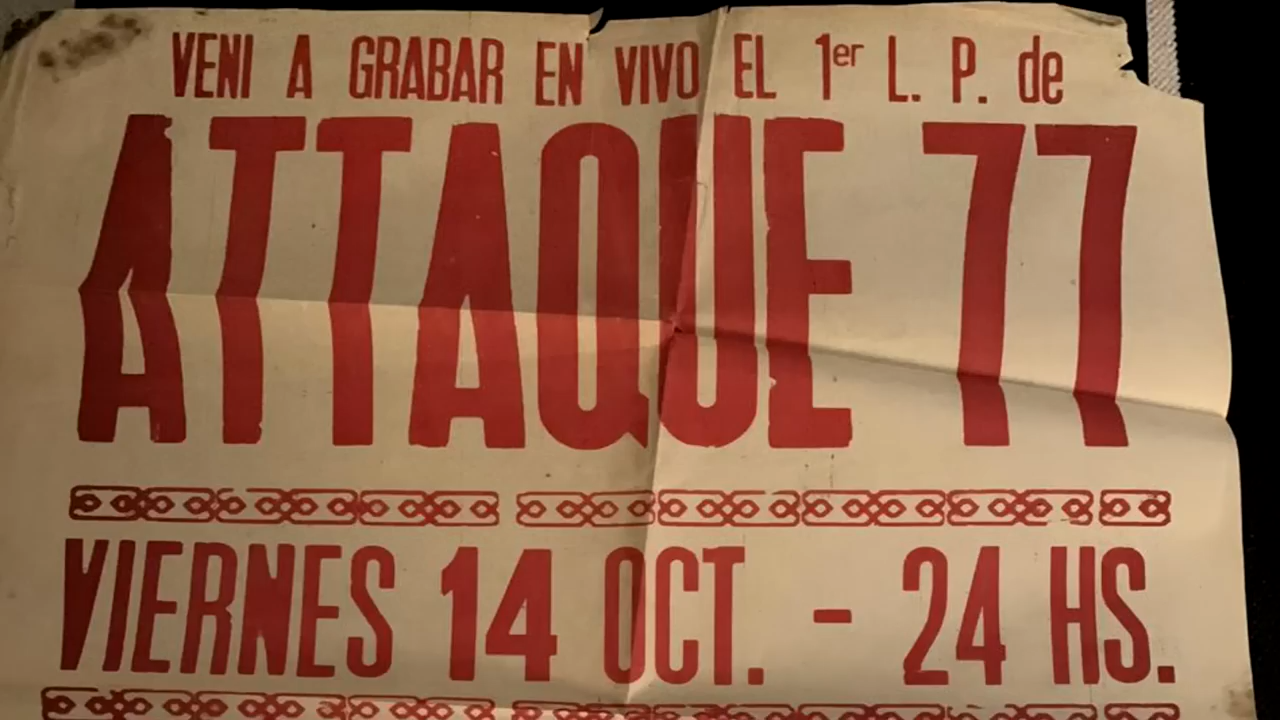 VENI A GRABAR EN VIVO EL 1er L. P. de
ATTAQUE 77
VIERNES 14 OCT. - 24 HS.